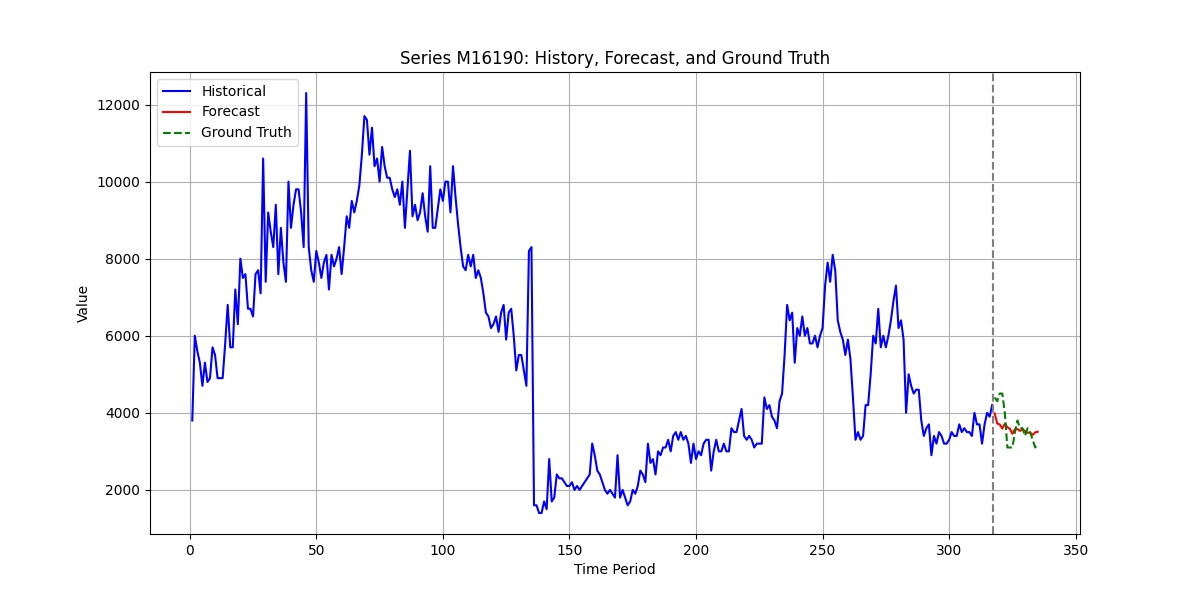 Series M16190: History, Forecast, and Ground Truth
Historical
Forecast
Ground Truth
12000
10000
8000
6000
4000
2000
Value
0 50 100 150 200 250 300 350
Time Period